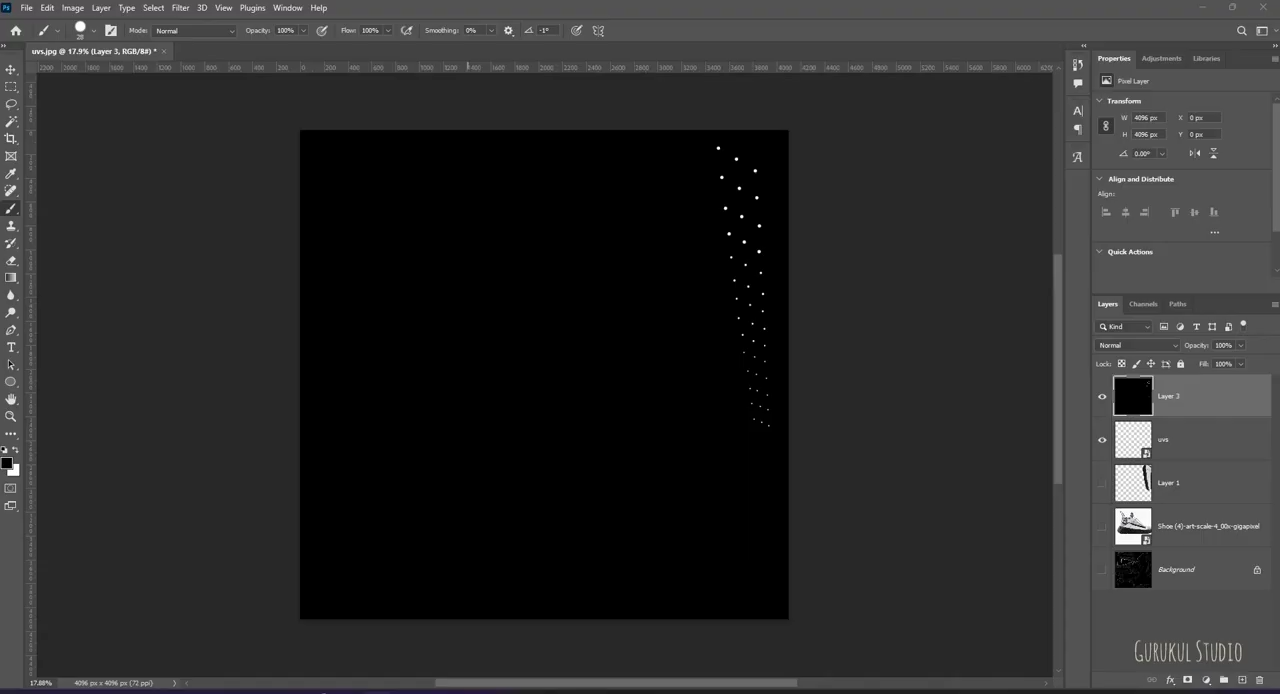 Ps File Edit Image Layer Type Select Filter 3D View Plugins Window Help
20 Mode: Normal Opacity: 100% Flow: 100% Smoothing: 0% -1°
uvs.jpg @ 17.9% (Layer 3, RGB/8#) * ×
Properties Adjustments Libraries
Pixel Layer
Transform
W 4096 px X 0 px
H 4096 px Y 0 px
0.00°
Align and Distribute
Align:
Quick Actions
Layers Channels Paths
Kind
Normal Opacity: 100%
Lock: Fill: 100%
Layer 3
uvs
Layer 1
Shoe (4)-art-scale-4_00x-gigapixel
Background
GURUKUL STUDIO
17.88% 4096 px x 4096 px (72 ppi)